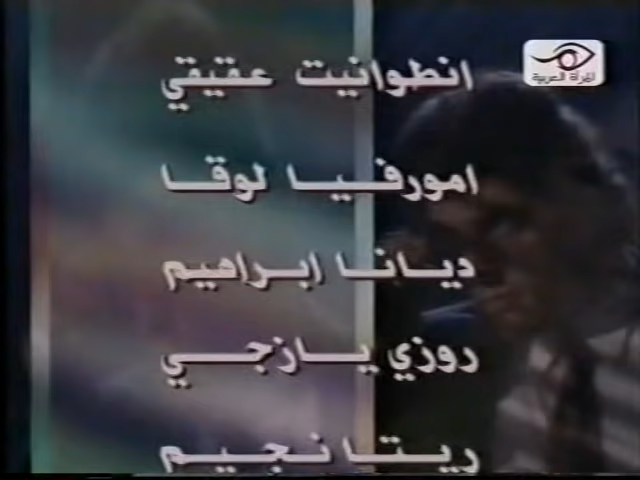 المرأة العربية
انطوانيت عقيقي
امورفيا لوقا
ديانا ابراهيم
روزي يازجي
ريتا نجيم